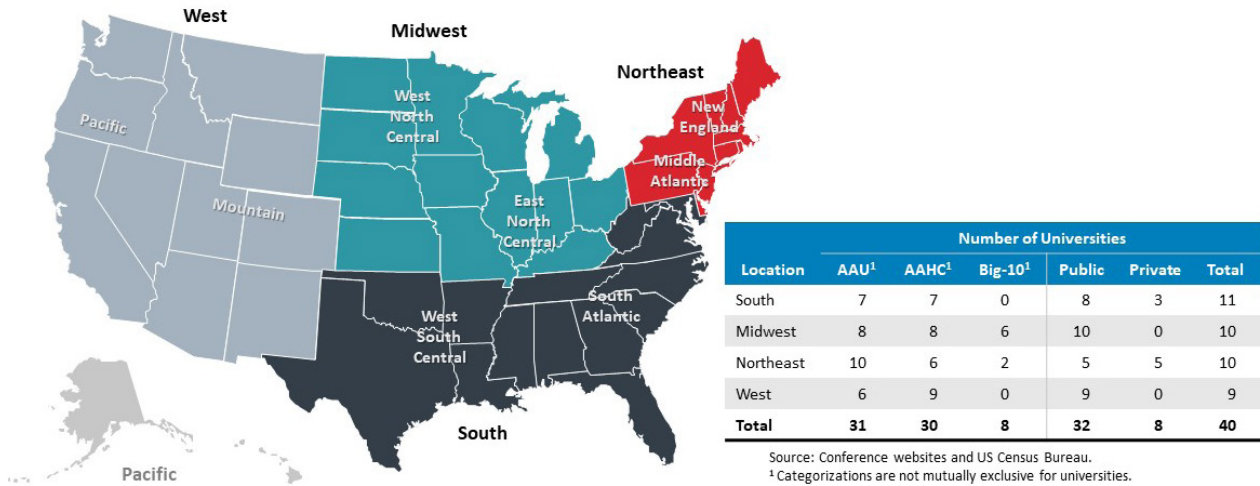 West
Midwest
Northeast
Pacific
Mountain
West
North
Central
East
North
Central
New
England
Middle
Atlantic
West
South
Central
South
Atlantic
South
Pacific
Number of Universities
Location AAU¹ AAHC¹ Big-10¹ Public Private Total
South 7 7 0 8 3 11
Midwest 8 8 6 10 0 10
Northeast 10 6 2 5 5 10
West 6 9 0 9 0 9
Total 31 30 8 32 8 40
Source: Conference websites and US Census Bureau.
¹ Categorizations are not mutually exclusive for universities.